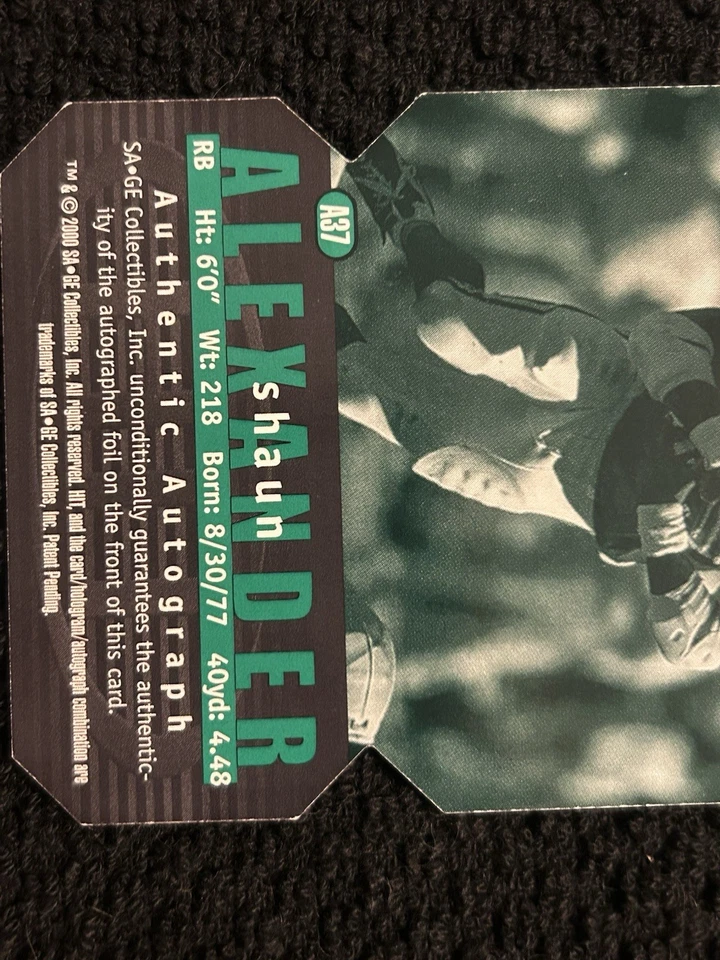 A37
ALEXANDER
shaun
RB Ht: 6'0" Wt: 218 Born: 8/30/77 40yd: 4.48
Authentic Autograph
SA•GE Collectibles, Inc. unconditionally guarantees the authentic-
ity of the autographed foil on the front of this card.
™ & © 2000 SA•GE Collectibles, Inc. All rights reserved. HIT, and the card/hologram/autograph combination are
trademarks of SA•GE Collectibles, Inc. Patent Pending.